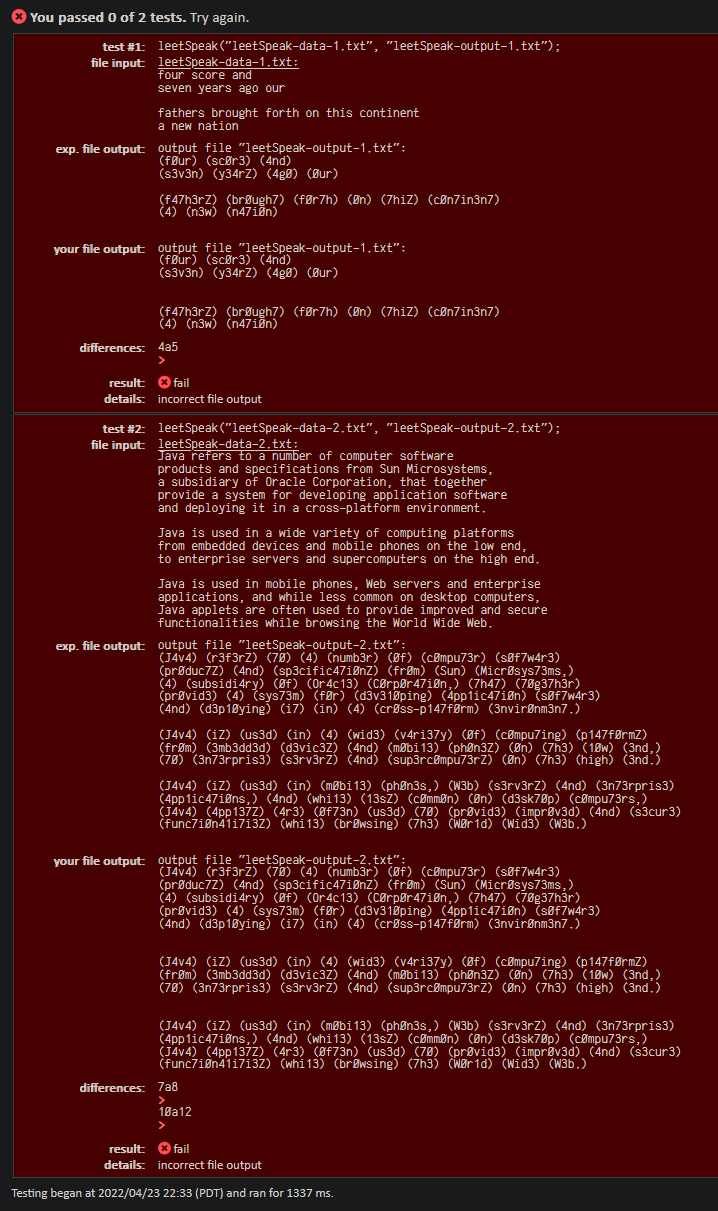 You passed 0 of 2 tests. Try again.
test #1: leetSpeak("leetSpeak-data-1.txt", "leetSpeak-output-1.txt");
file input: leetSpeak-data-1.txt:
four score and
seven years ago our

fathers brought forth on this continent
a new nation
exp. file output: output file "leetSpeak-output-1.txt":
(f0ur) (sc0r3) (4nd)
(s3v3n) (y34rZ) (4g0) (0ur)

(f47h3rZ) (br0ugh7) (f0r7h) (0n) (7hiZ) (c0n7in3n7)
(4) (n3w) (n47i0n)
your file output: output file "leetSpeak-output-1.txt":
(f0ur) (sc0r3) (4nd)
(s3v3n) (y34rZ) (4g0) (0ur)


(f47h3rZ) (br0ugh7) (f0r7h) (0n) (7hiZ) (c0n7in3n7)
(4) (n3w) (n47i0n)
differences: 4a5
>
result: fail
details: incorrect file output
test #2: leetSpeak("leetSpeak-data-2.txt", "leetSpeak-output-2.txt");
file input: leetSpeak-data-2.txt:
Java refers to a number of computer software
products and specifications from Sun Microsystems,
a subsidiary of Oracle Corporation, that together
provide a system for developing application software
and deploying it in a cross-platform environment.

Java is used in a wide variety of computing platforms
from embedded devices and mobile phones on the low end,
to enterprise servers and supercomputers on the high end.

Java is used in mobile phones, Web servers and enterprise
applications, and while less common on desktop computers,
Java applets are often used to provide improved and secure
functionalities while browsing the World Wide Web.
exp. file output: output file "leetSpeak-output-2.txt":
(J4v4) (r3f3rZ) (70) (4) (numb3r) (0f) (c0mpu73r) (s0f7w4r3)
(pr0duc7Z) (4nd) (sp3cific47i0nZ) (fr0m) (Sun) (Micr0sys73ms,)
(4) (subsidi4ry) (0f) (Or4c13) (C0rp0r47i0n,) (7h47) (70g37h3r)
(pr0vid3) (4) (sys73m) (f0r) (d3v310ping) (4pp1ic47i0n) (s0f7w4r3)
(4nd) (d3p10ying) (i7) (in) (4) (cr0ss-p147f0rm) (3nvir0nm3n7.)

(J4v4) (iZ) (us3d) (in) (4) (wid3) (v4ri37y) (0f) (c0mpu7ing) (p147f0rmZ)
(fr0m) (3mb3dd3d) (d3vic3Z) (4nd) (m0bi13) (ph0n3Z) (0n) (7h3) (10w) (3nd,)
(70) (3n73rpris3) (s3rv3rZ) (4nd) (sup3rc0mpu73rZ) (0n) (7h3) (high) (3nd.)

(J4v4) (iZ) (us3d) (in) (m0bi13) (ph0n3s,) (W3b) (s3rv3rZ) (4nd) (3n73rpris3)
(4pp1ic47i0ns,) (4nd) (whi13) (13sZ) (c0mm0n) (0n) (d3sk70p) (c0mpu73rs,)
(J4v4) (4pp137Z) (4r3) (0f73n) (us3d) (70) (pr0vid3) (impr0v3d) (4nd) (s3cur3)
(func7i0n41i7i3Z) (whi13) (br0wsing) (7h3) (W0r1d) (Wid3) (W3b.)
your file output: output file "leetSpeak-output-2.txt":
(J4v4) (r3f3rZ) (70) (4) (numb3r) (0f) (c0mpu73r) (s0f7w4r3)
(pr0duc7Z) (4nd) (sp3cific47i0nZ) (fr0m) (Sun) (Micr0sys73ms,)
(4) (subsidi4ry) (0f) (Or4c13) (C0rp0r47i0n,) (7h47) (70g37h3r)
(pr0vid3) (4) (sys73m) (f0r) (d3v310ping) (4pp1ic47i0n) (s0f7w4r3)
(4nd) (d3p10ying) (i7) (in) (4) (cr0ss-p147f0rm) (3nvir0nm3n7.)


(J4v4) (iZ) (us3d) (in) (4) (wid3) (v4ri37y) (0f) (c0mpu7ing) (p147f0rmZ)
(fr0m) (3mb3dd3d) (d3vic3Z) (4nd) (m0bi13) (ph0n3Z) (0n) (7h3) (10w) (3nd,)
(70) (3n73rpris3) (s3rv3rZ) (4nd) (sup3rc0mpu73rZ) (0n) (7h3) (high) (3nd.)


(J4v4) (iZ) (us3d) (in) (m0bi13) (ph0n3s,) (W3b) (s3rv3rZ) (4nd) (3n73rpris3)
(4pp1ic47i0ns,) (4nd) (whi13) (13sZ) (c0mm0n) (0n) (d3sk70p) (c0mpu73rs,)
(J4v4) (4pp137Z) (4r3) (0f73n) (us3d) (70) (pr0vid3) (impr0v3d) (4nd) (s3cur3)
(func7i0n41i7i3Z) (whi13) (br0wsing) (7h3) (W0r1d) (Wid3) (W3b.)
differences: 7a8
>
10a12
>
result: fail
details: incorrect file output
Testing began at 2022/04/23 22:33 (PDT) and ran for 1337 ms.